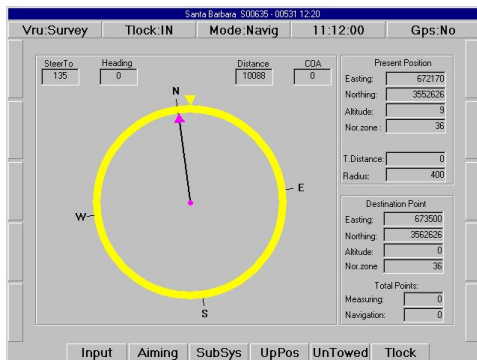 Santa Barbara S00635 - 00531 12:20
Vru:Survey Tlock:IN Mode:Navig 11:12:00 Gps:No
SteerTo Heading Distance COA
135 0 10088 0
N
E
W
S
Present Position
Easting: 672170
Northing: 3552626
Altitude: 9
Nor.zone : 36
T.Distance: 0
Radius: 400
Destination Point
Easting: 673500
Northing: 3562626
Altitude: 0
Nor.zone 36
Total Points:
Measuring: 0
Navigation: 0
Input Aiming SubSys UpPos UnTowed Tlock